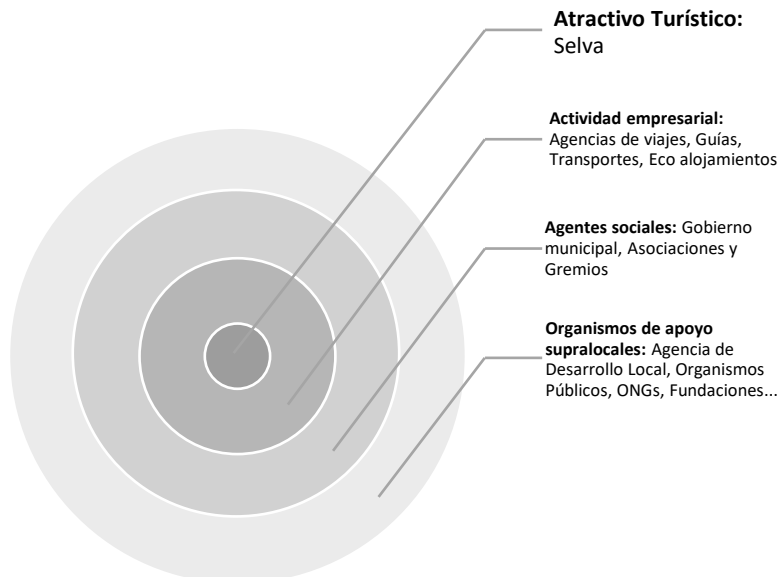 Atractivo Turístico:
Selva
Actividad empresarial:
Agencias de viajes, Guías,
Transportes, Eco alojamientos
Agentes sociales: Gobierno
municipal, Asociaciones y
Gremios
Organismos de apoyo
supralocales: Agencia de
Desarrollo Local, Organismos
Públicos, ONGs, Fundaciones...